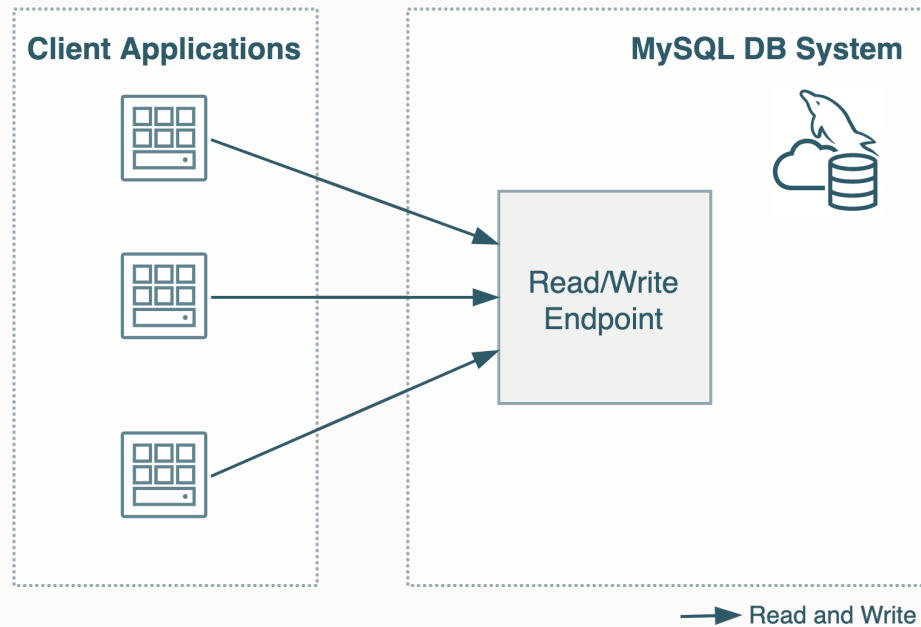 Client Applications
MySQL DB System
Read/Write
Endpoint
Read and Write